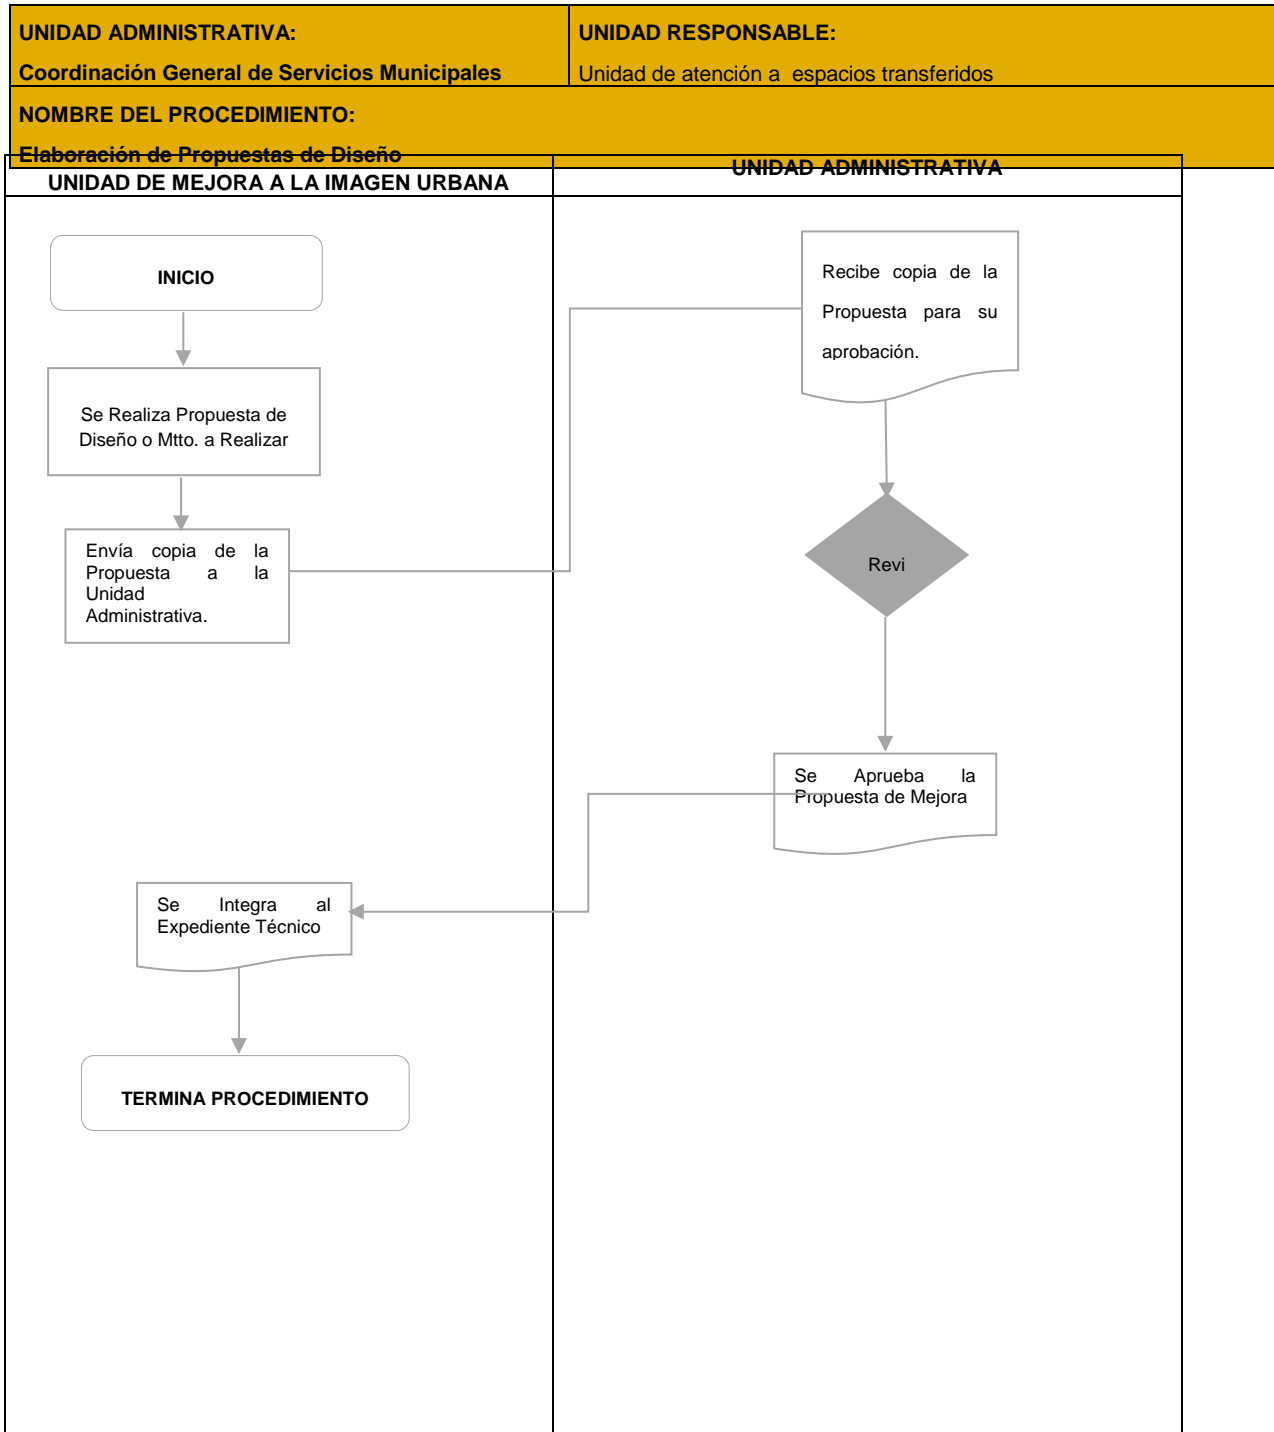 UNIDAD ADMINISTRATIVA:
Coordinación General de Servicios Municipales
UNIDAD RESPONSABLE:
Unidad de atención a espacios transferidos
NOMBRE DEL PROCEDIMIENTO:
Elaboración de Propuestas de Diseño
UNIDAD DE MEJORA A LA IMAGEN URBANA
UNIDAD ADMINISTRATIVA
INICIO
Se Realiza Propuesta de
Diseño o Mtto. a Realizar
Envía copia de la
Propuesta a la
Unidad
Administrativa.
Recibe copia de la
Propuesta para su
aprobación.
Revi
Se Aprueba la
Propuesta de Mejora
Se Integra al
Expediente Técnico
TERMINA PROCEDIMIENTO